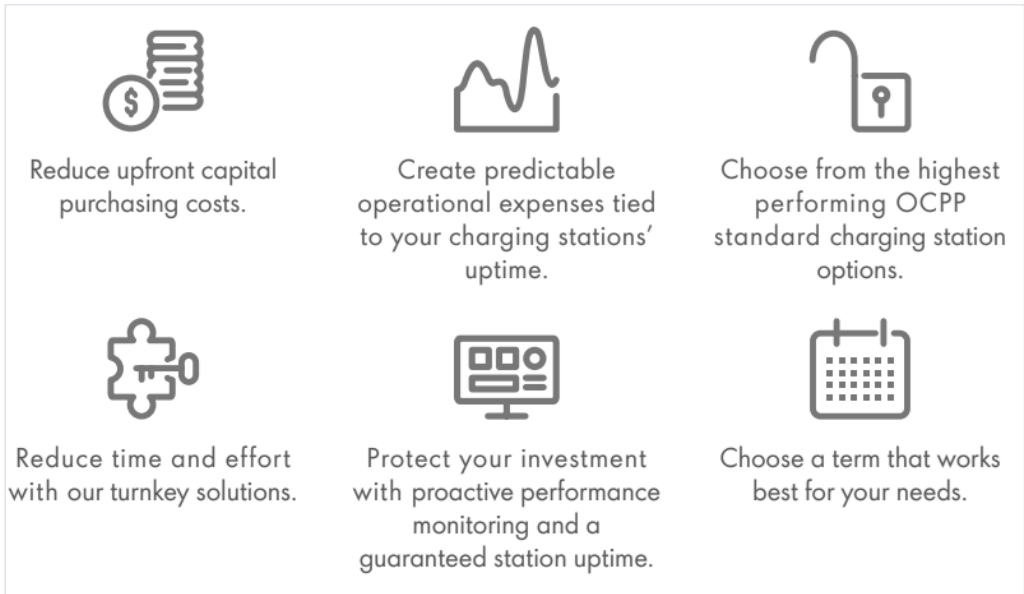 $
Reduce upfront capital
purchasing costs.
Create predictable
operational expenses tied
to your charging stations’
uptime.
Choose from the highest
performing OCPP
standard charging station
options.
Reduce time and effort
with our turnkey solutions.
Protect your investment
with proactive performance
monitoring and a
guaranteed station uptime.
Choose a term that works
best for your needs.